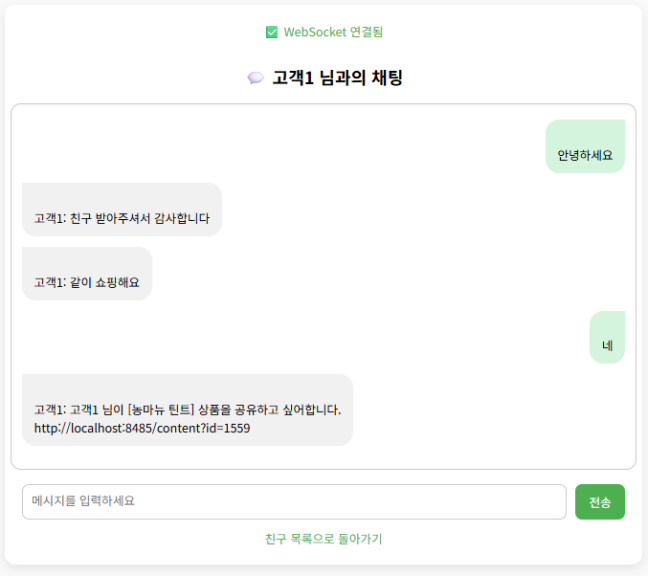 WebSocket 연결됨
고객1 님과의 채팅
안녕하세요
고객1: 친구 받아주셔서 감사합니다
고객1: 같이 쇼핑해요
네
고객1: 고객1 님이 [농마뉴 틴트] 상품을 공유하고 싶어합니다.
http://localhost:8485/content?id=1559
메시지를 입력하세요
전송
친구 목록으로 돌아가기